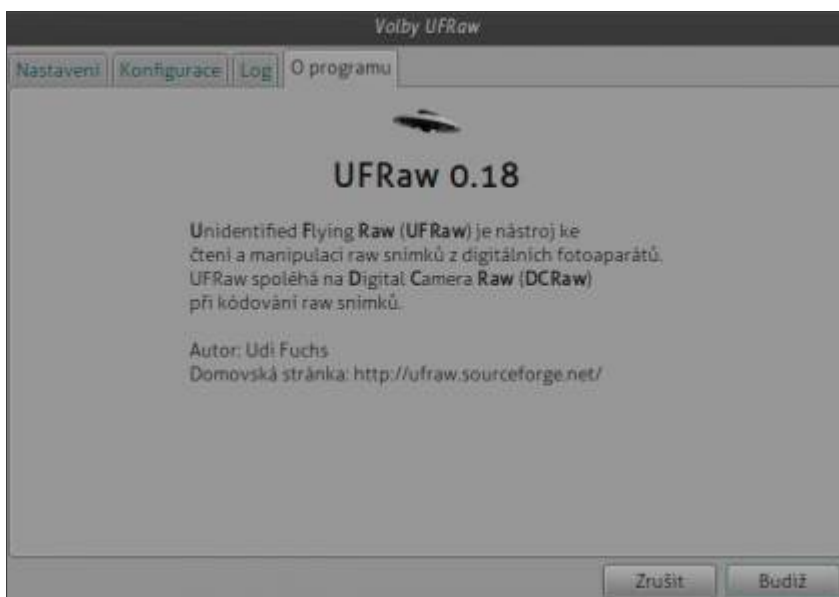 Volby UFRaw
Nastavení Konfigurace Log O programu
UFRaw 0.18
Unidentified Flying Raw (UFRaw) je nástroj ke
čtení a manipulaci raw snímků z digitálních fotoaparátů.
UFRaw spoléhá na Digital Camera Raw (DCRaw)
při kódování raw snímků.
Autor: Udi Fuchs
Domovská stránka: http://ufraw.sourceforge.net/
Zrušit Budiž